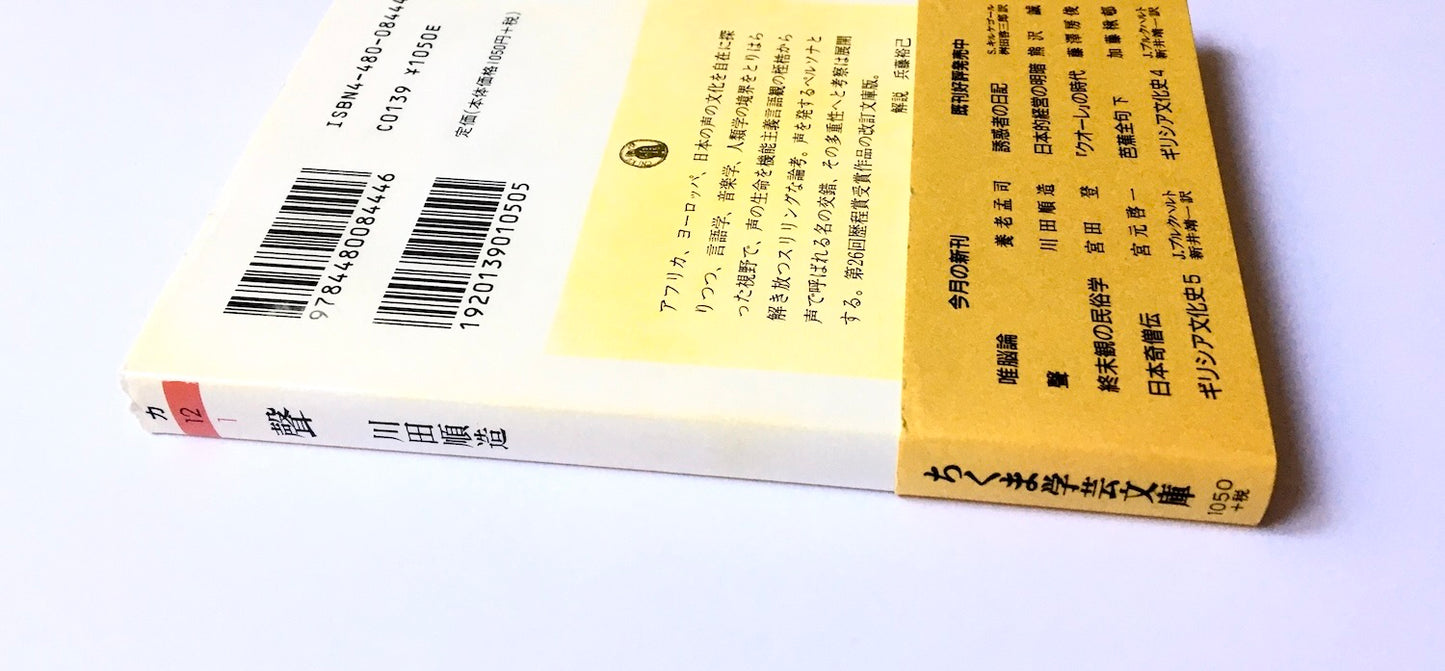 ISBN4-480-08444
C0139 ¥1050E
定価(本体価格1050円+税)
9784480084446
1920139010505
アフリカ、ヨーロッパ、日本の声の文化を自在に探
りつつ、言語学、音楽学、人類学の境界をとりはら
った視野で、声の生命を機能主義言語観の桎梏から
解き放つスリリングな論考。声を発するペルソナと
声で呼ばれる名の交錯、その多重性へと考察は展開
する。第26回歴程賞受賞作品の改訂文庫版。
解説 兵藤裕己
今月の新刊
唯脳論 養老孟司
聲 川田順造
終末観の民俗学 宮田登
日本奇僧伝 宮元啓一
ギリシア文化史5 J.ブルクハルト 新井靖一訳
既刊好評発売中
誘惑者の日記 S.キルケゴール 桝田啓三郎訳
日本的経営の明暗 熊沢誠
『クオーレ』の時代 藤澤房俊
芭蕉全句 下 加藤楸邨
ギリシア文化史4 J.ブルクハルト 新井靖一訳
カ
12
1
聲
川田順造
ちくま学芸文庫
1050
+税